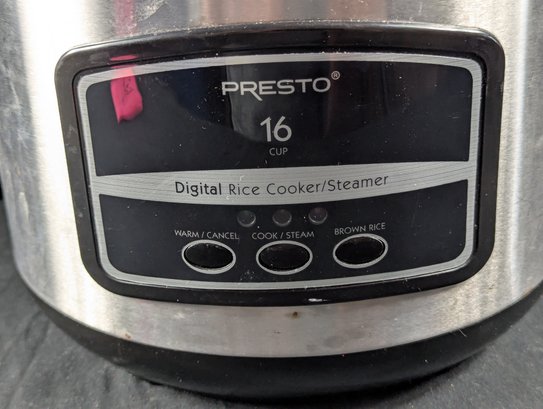 PRESTO®
16
CUP
Digital Rice Cooker/Steamer
WARM / CANCEL COOK / STEAM BROWN RICE